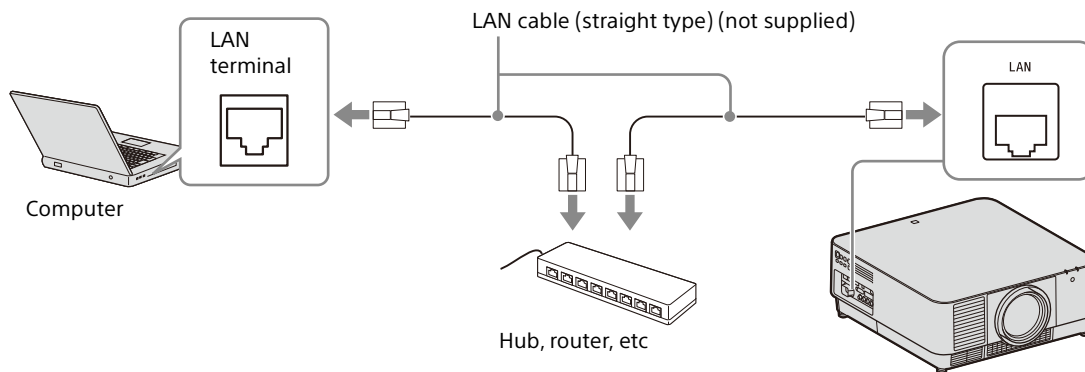 LAN cable (straight type) (not supplied)
LAN
terminal
LAN
Computer
Hub, router, etc